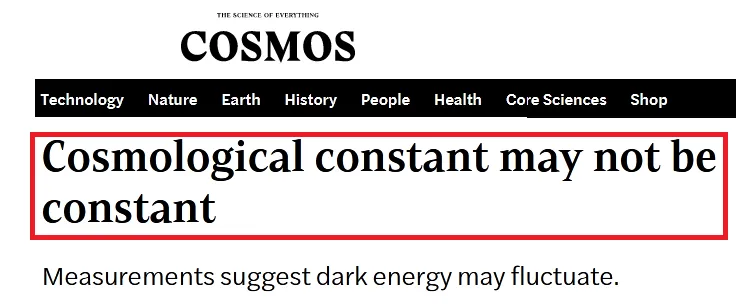 THE SCIENCE OF EVERYTHING
COSMOS
Technology Nature Earth History People Health Core Sciences Shop
Cosmological constant may not be
constant
Measurements suggest dark energy may fluctuate.